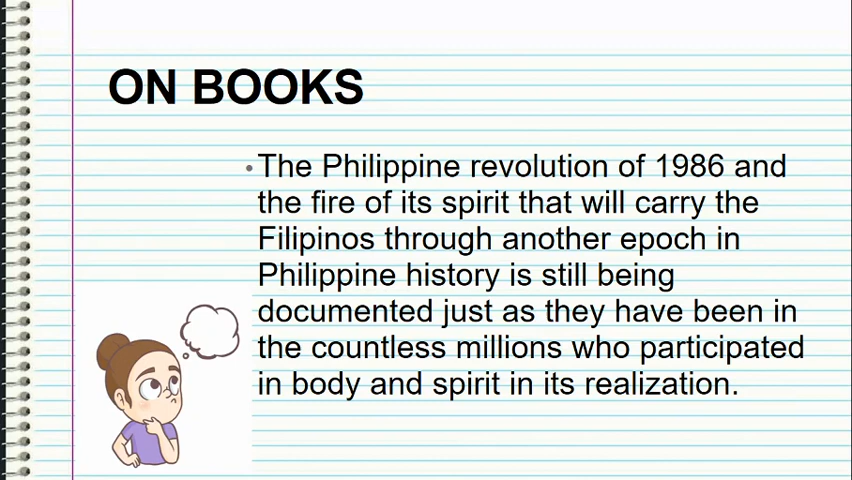 ON BOOKS
•The Philippine revolution of 1986 and
the fire of its spirit that will carry the
Filipinos through another epoch in
Philippine history is still being
documented just as they have been in
the countless millions who participated
in body and spirit in its realization.